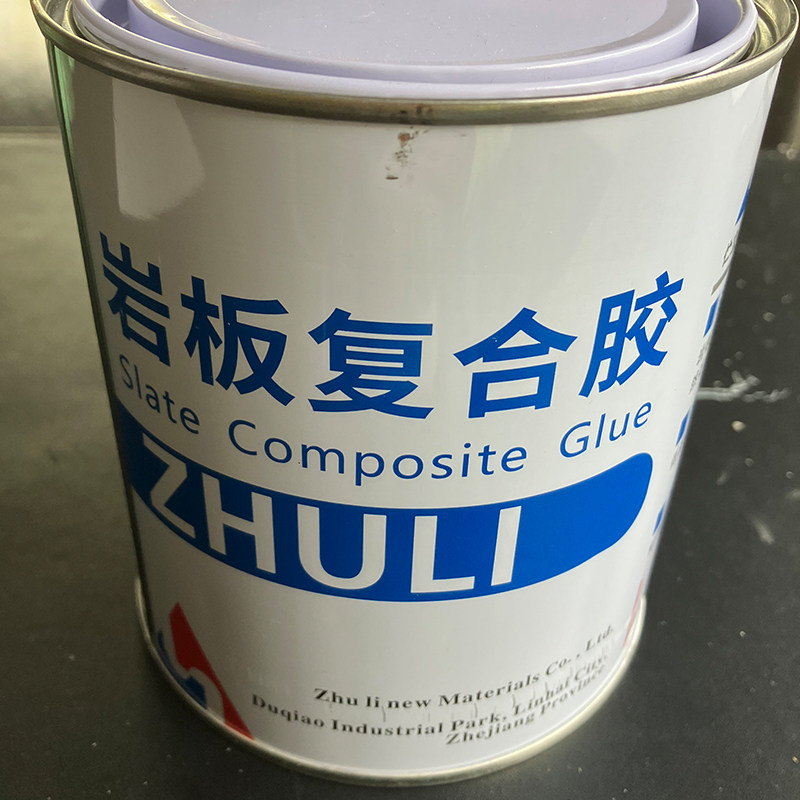 岩板复合胶
Slate Composite Glue
ZHULI
Zhu li new Materials Co., Ltd.
Duqiao Industrial Park, Linhai City,
Zhejiang Province